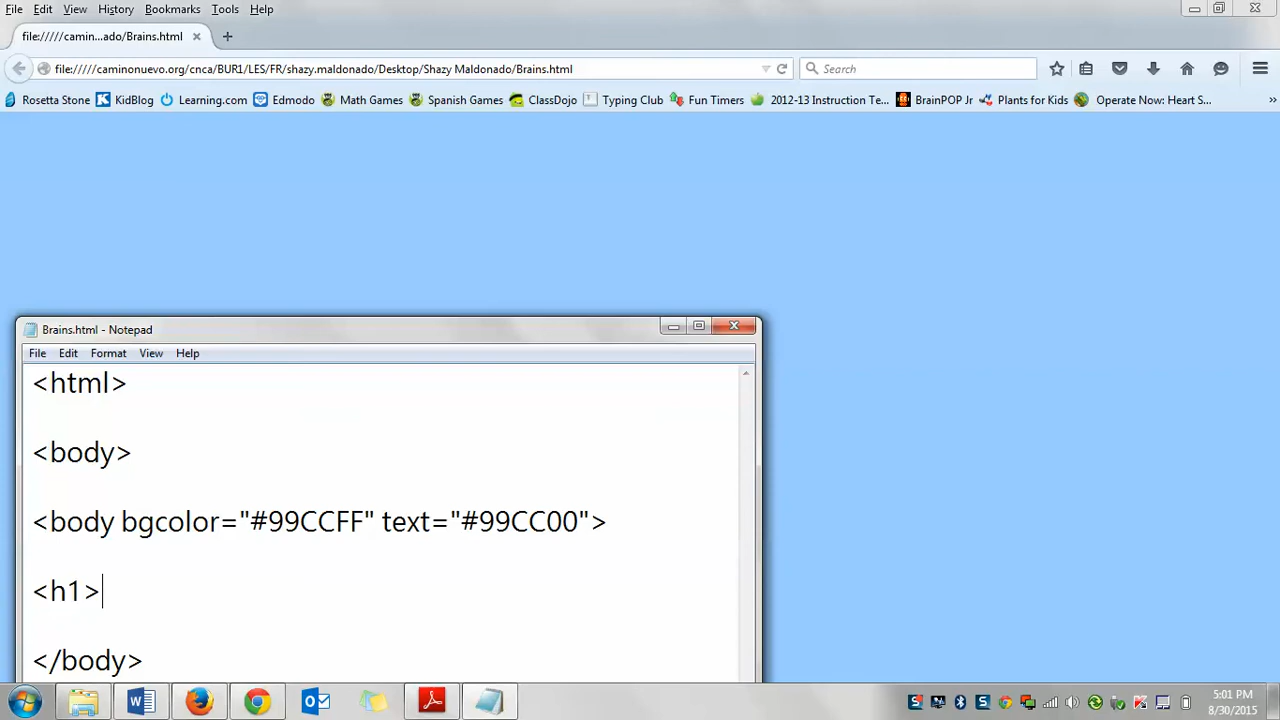 File Edit View History Bookmarks Tools Help
file://///camin...ado/Brains.html × +
file://///caminonuevo.org/cnca/BUR1/LES/FR/shazy.maldonado/Desktop/Shazy Maldonado/Brains.html Search
Rosetta Stone KidBlog Learning.com Edmodo Math Games Spanish Games ClassDojo Typing Club Fun Timers 2012-13 Instruction Te... BrainPOP Jr Plants for Kids Operate Now: Heart S... »
Brains.html - Notepad
File Edit Format View Help
<html>
<body>
<body bgcolor="#99CCFF" text="#99CC00">
<h1>
</body>
5:01 PM
8/30/2015